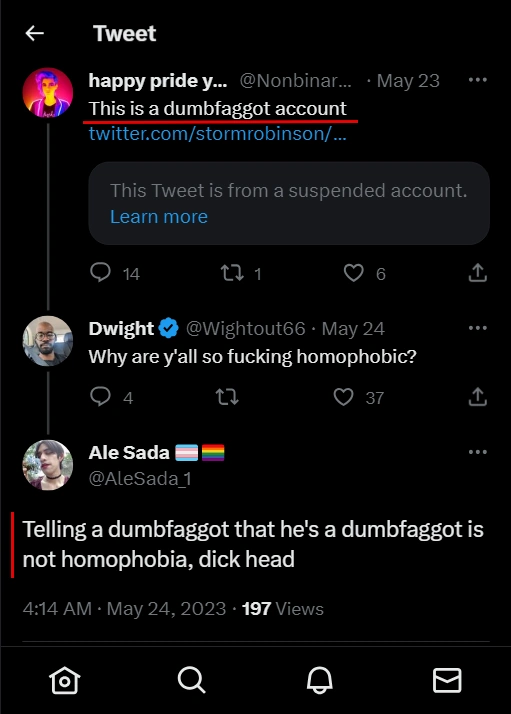 Tweet
happy pride y... @Nonbinar... · May 23
This is a dumbfaggot account
twitter.com/stormrobinson/...
This Tweet is from a suspended account.
Learn more
14 1 6
Dwight @Wightout66 · May 24
Why are y'all so fucking homophobic?
4 37
Ale Sada 🏳️‍⚧️🏳️‍🌈
@AleSada_1
Telling a dumbfaggot that he's a dumbfaggot is
not homophobia, dick head
4:14 AM · May 24, 2023 · 197 Views